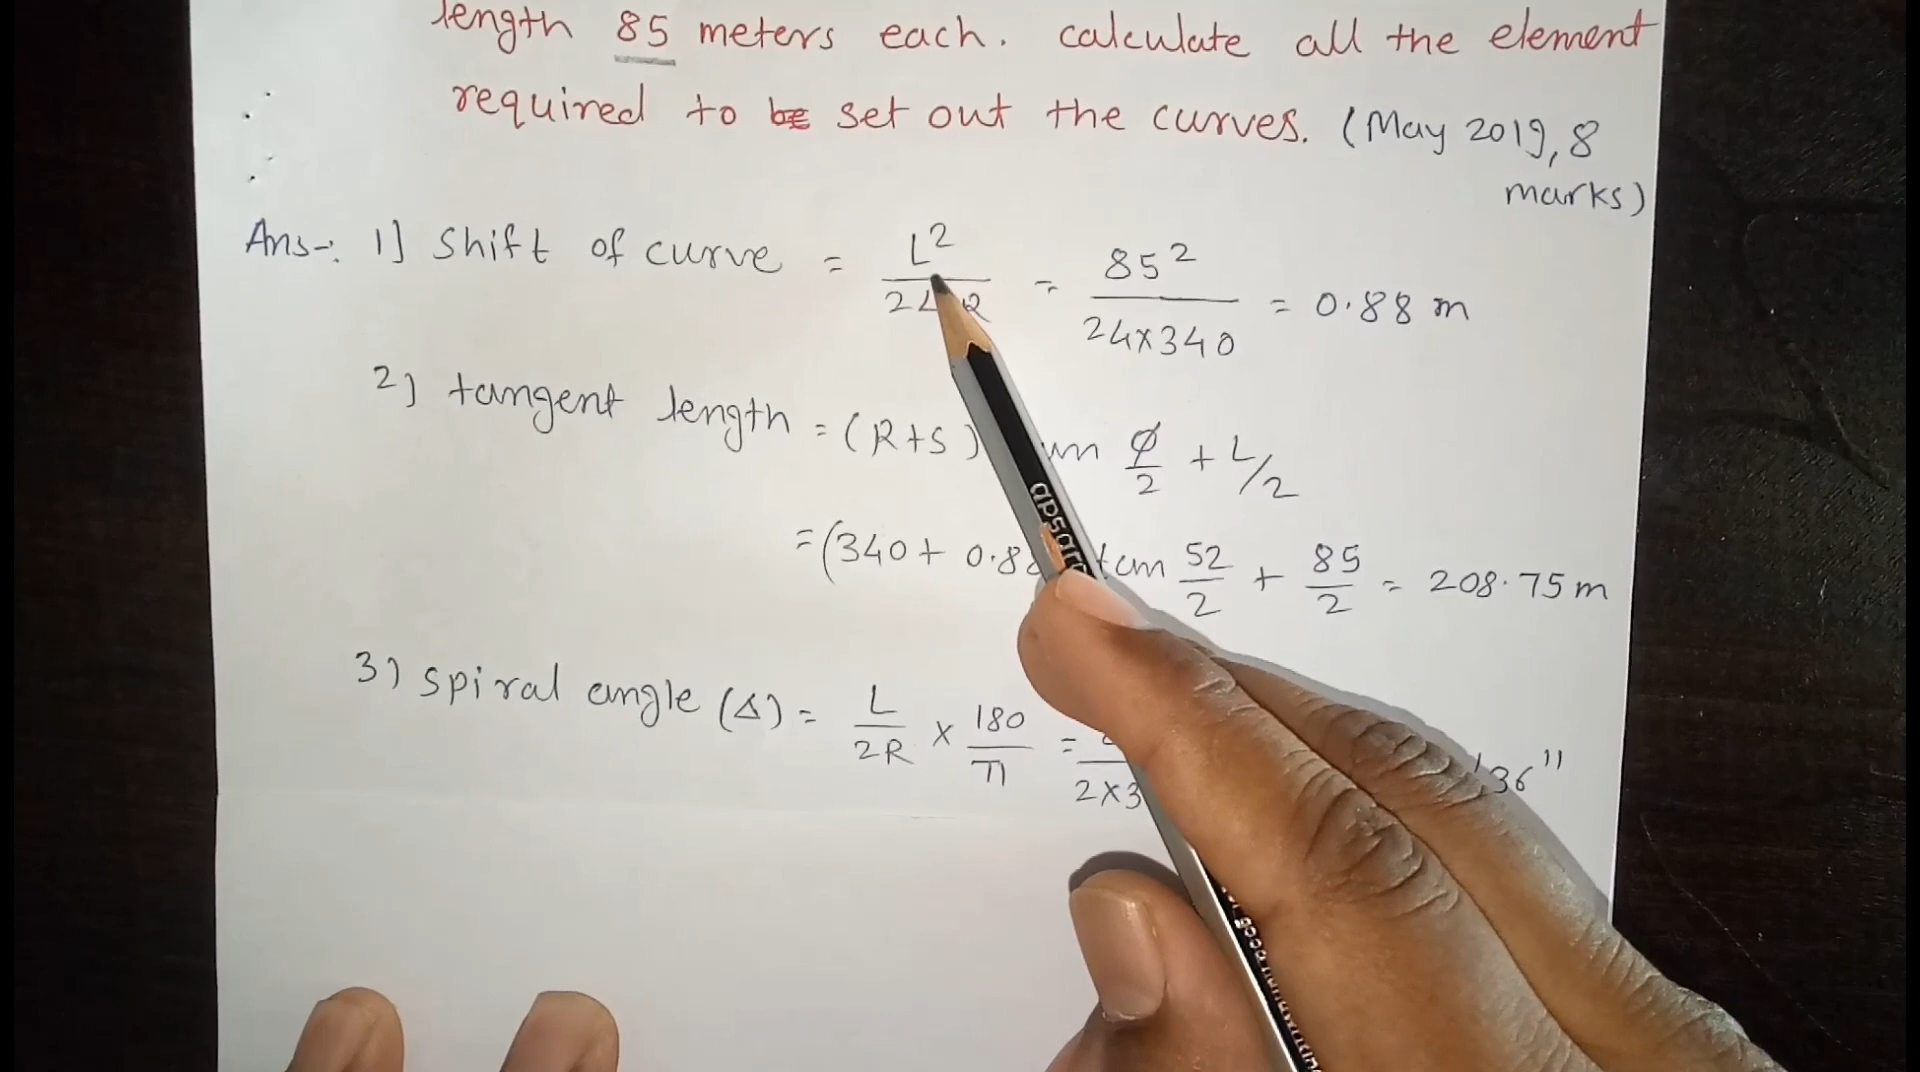 length 85 meters each. calculate all the element
required to be set out the curves. (May 2019, 8
marks)
Ans-: 1] Shift of curve = L² / 24R = 85² / 24x340 = 0.88 m
2) tangent length = (R+S) tan φ/2 + L/2
= (340 + 0.88 tan 52/2 + 85/2 = 208.75 m
3) spiral angle (Δ) = L/2R x 180/π = 2x3 '36"
apsara